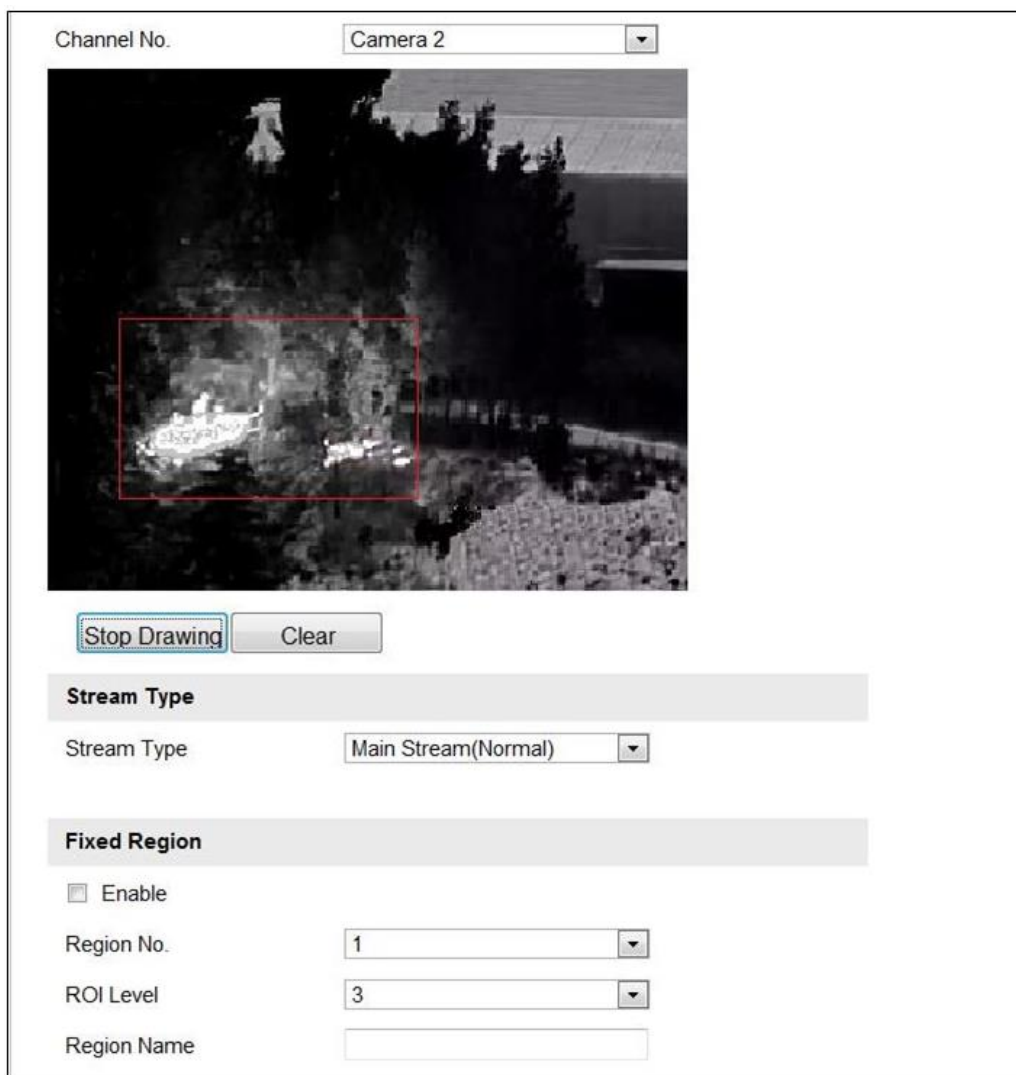 Channel No. Camera 2
Stop Drawing Clear
Stream Type
Stream Type Main Stream(Normal)
Fixed Region
Enable
Region No. 1
ROI Level 3
Region Name